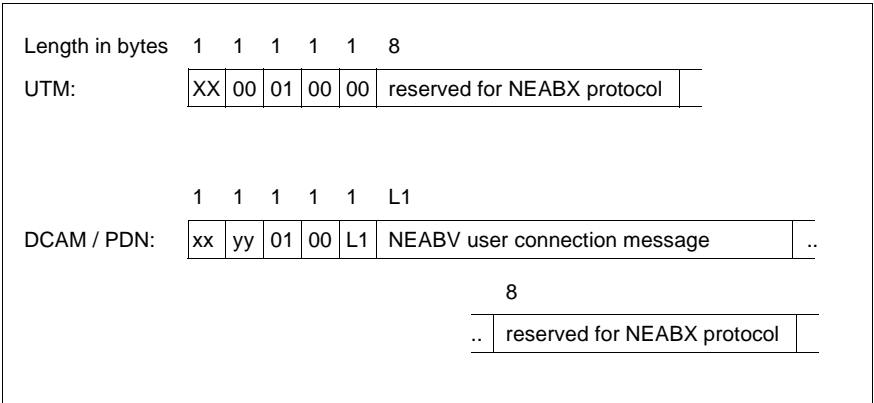 Length in bytes 1 1 1 1 1 8
UTM: XX 00 01 00 00 reserved for NEABX protocol
1 1 1 1 1 L1
DCAM / PDN: xx yy 01 00 L1 NEABV user connection message ..
8
.. reserved for NEABX protocol